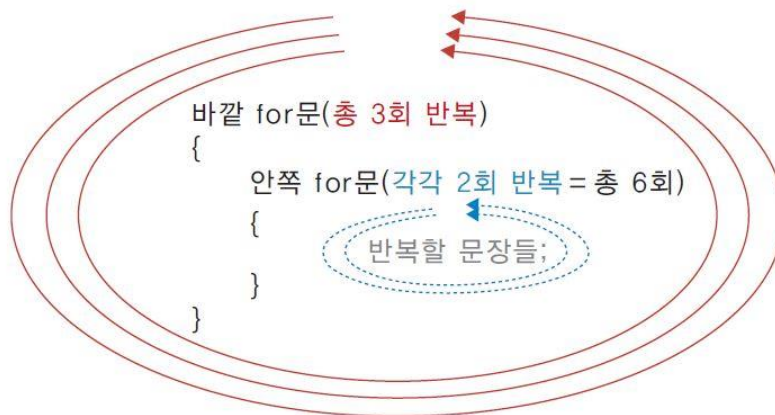 바깥 for문(총 3회 반복)
{
안쪽 for문(각각 2회 반복=총 6회)
{
반복할 문장들;
}
}